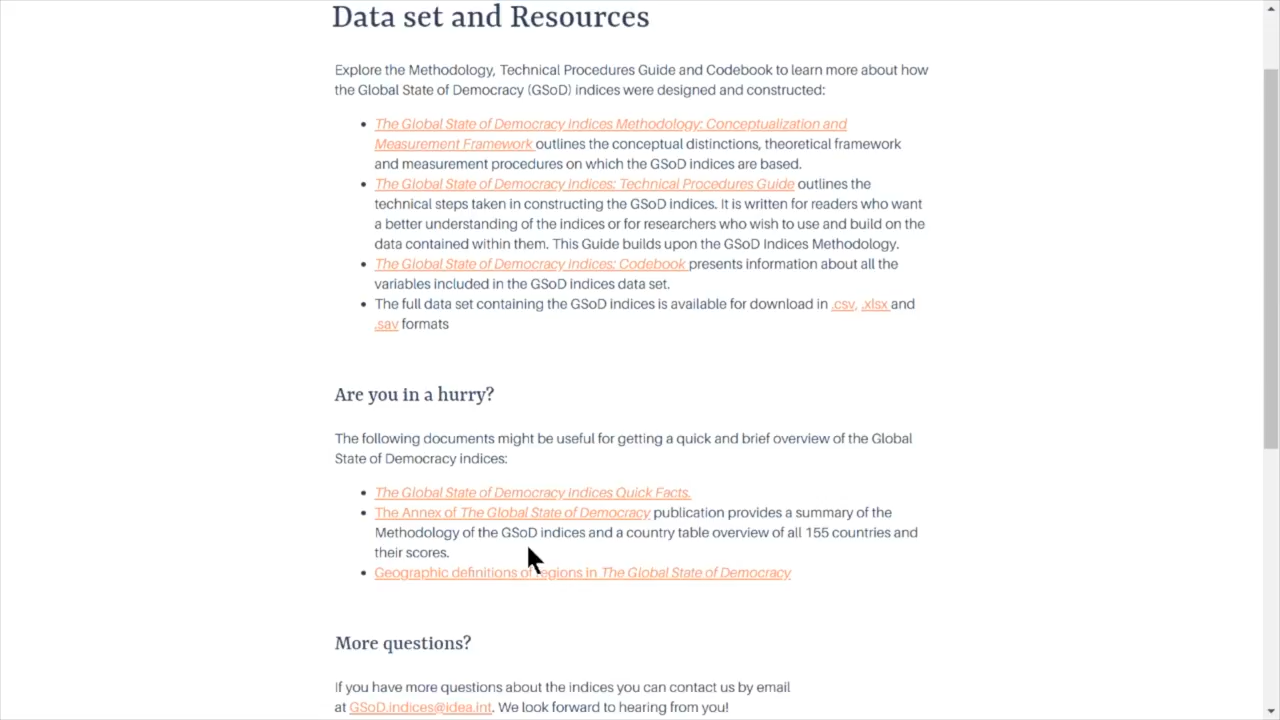 Data set and Resources
Explore the Methodology, Technical Procedures Guide and Codebook to learn more about how
the Global State of Democracy (GSoD) indices were designed and constructed:
• The Global State of Democracy Indices Methodology: Conceptualization and
Measurement Framework outlines the conceptual distinctions, theoretical framework
and measurement procedures on which the GSoD indices are based.
• The Global State of Democracy Indices: Technical Procedures Guide outlines the
technical steps taken in constructing the GSoD indices. It is written for readers who want
a better understanding of the indices or for researchers who wish to use and build on the
data contained within them. This Guide builds upon the GSoD Indices Methodology.
• The Global State of Democracy Indices: Codebook presents information about all the
variables included in the GSoD indices data set.
• The full data set containing the GSoD indices is available for download in .csv, .xlsx and
.sav formats
Are you in a hurry?
The following documents might be useful for getting a quick and brief overview of the Global
State of Democracy indices:
• The Global State of Democracy Indices Quick Facts.
• The Annex of The Global State of Democracy publication provides a summary of the
Methodology of the GSoD indices and a country table overview of all 155 countries and
their scores.
• Geographic definitions of regions in The Global State of Democracy
More questions?
If you have more questions about the indices you can contact us by email
at GSoD.indices@idea.int. We look forward to hearing from you!